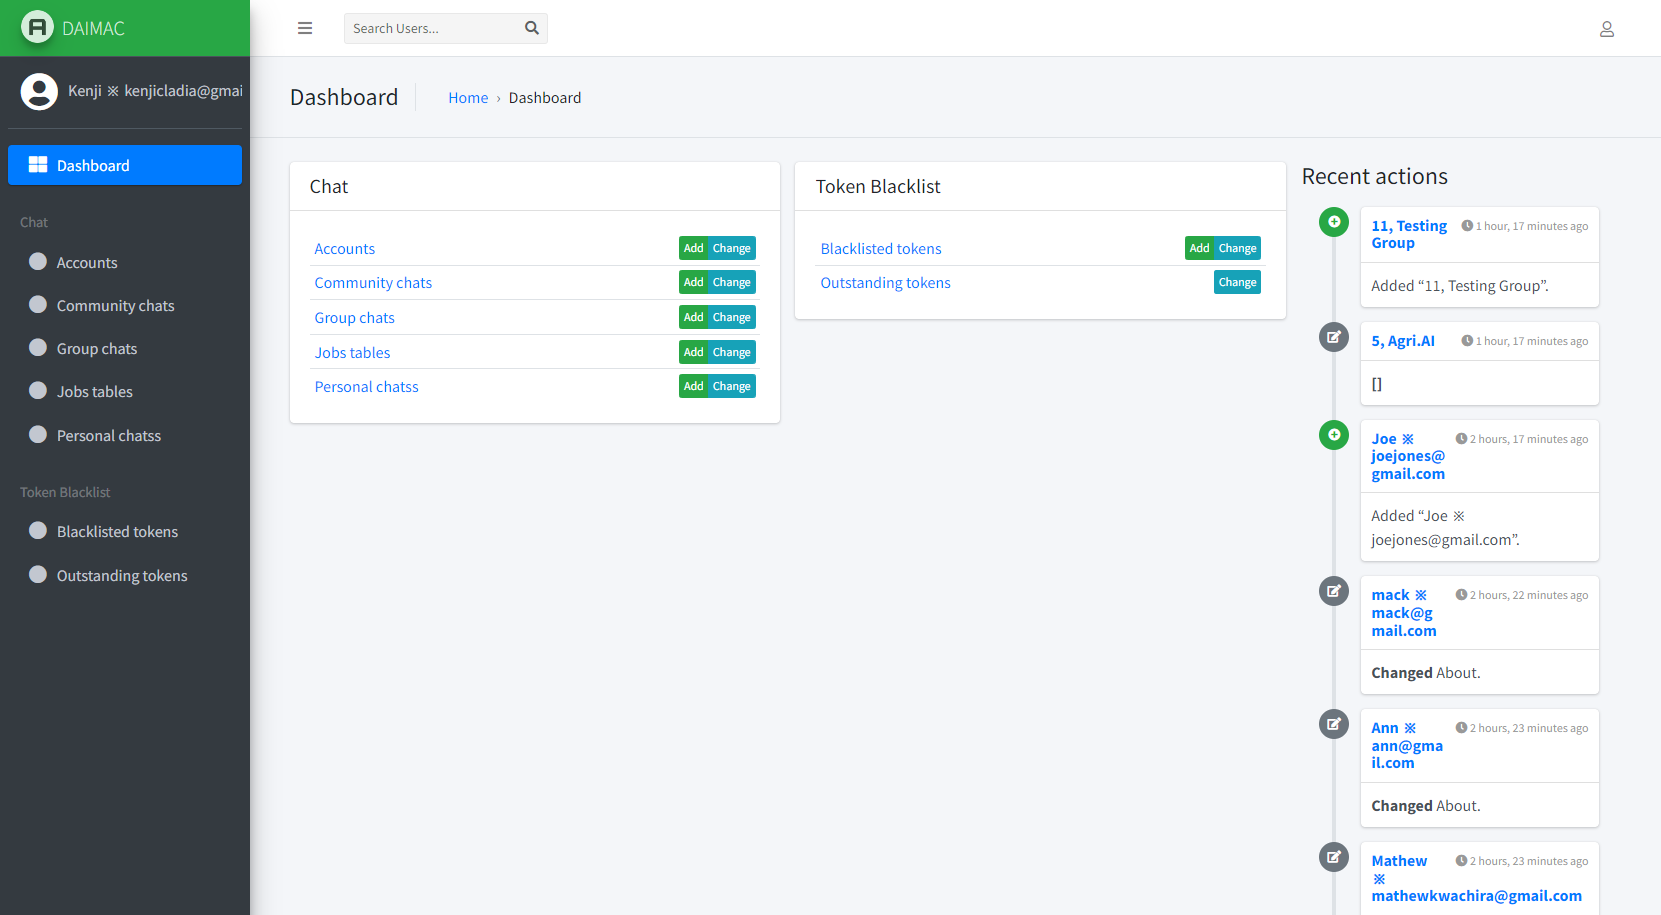 DAIMAC
Search Users...
Kenji ※ kenjicladia@gmai
Dashboard
Chat
Accounts
Community chats
Group chats
Jobs tables
Personal chatss
Token Blacklist
Blacklisted tokens
Outstanding tokens
Dashboard
Home › Dashboard
Chat
Accounts Add Change
Community chats Add Change
Group chats Add Change
Jobs tables Add Change
Personal chatss Add Change
Token Blacklist
Blacklisted tokens Add Change
Outstanding tokens Change
Recent actions
11, Testing 1 hour, 17 minutes ago
Group
Added “11, Testing Group”.
5, Agri.AI 1 hour, 17 minutes ago
[]
Joe ※ 2 hours, 17 minutes ago
joejones@
gmail.com
Added “Joe ※
joejones@gmail.com”.
mack ※ 2 hours, 22 minutes ago
mack@g
mail.com
Changed About.
Ann ※ 2 hours, 23 minutes ago
ann@gma
il.com
Changed About.
Mathew 2 hours, 23 minutes ago
※
mathewkwachira@gmail.com